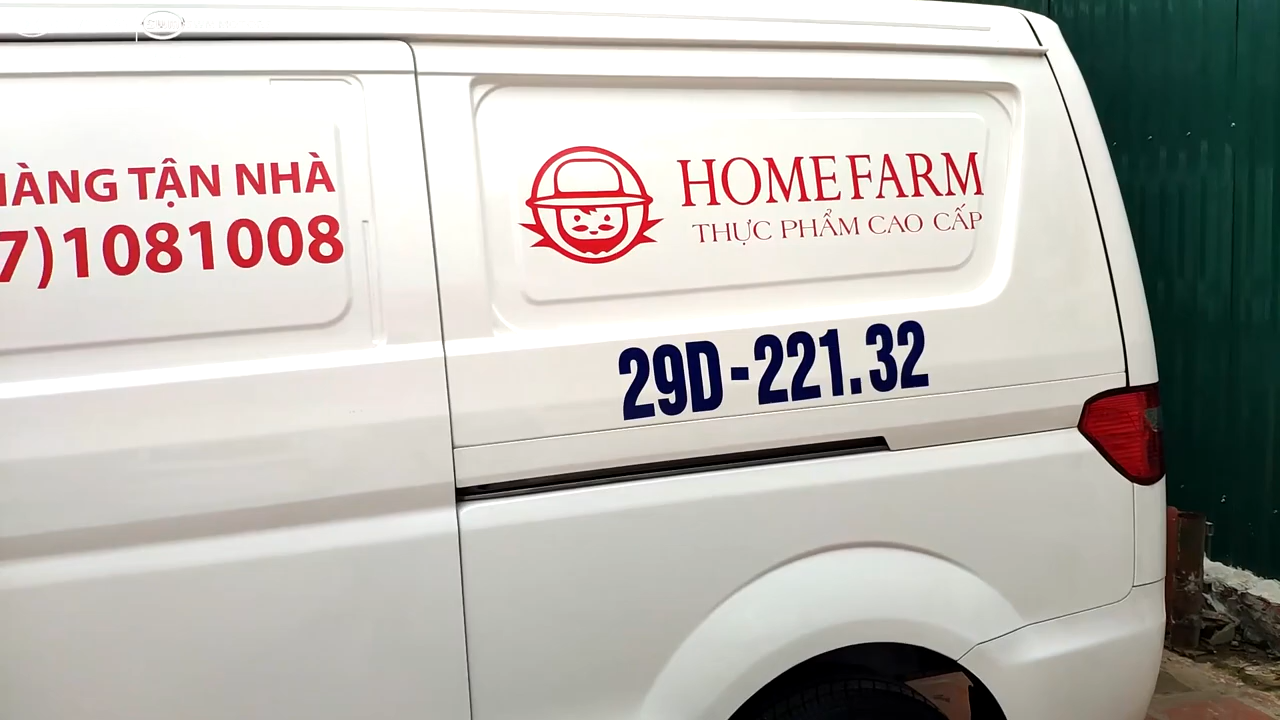 HÀNG TẬN NHÀ
7)1081008
HOME FARM
THỰC PHẨM CAO CẤP
29D-221.32